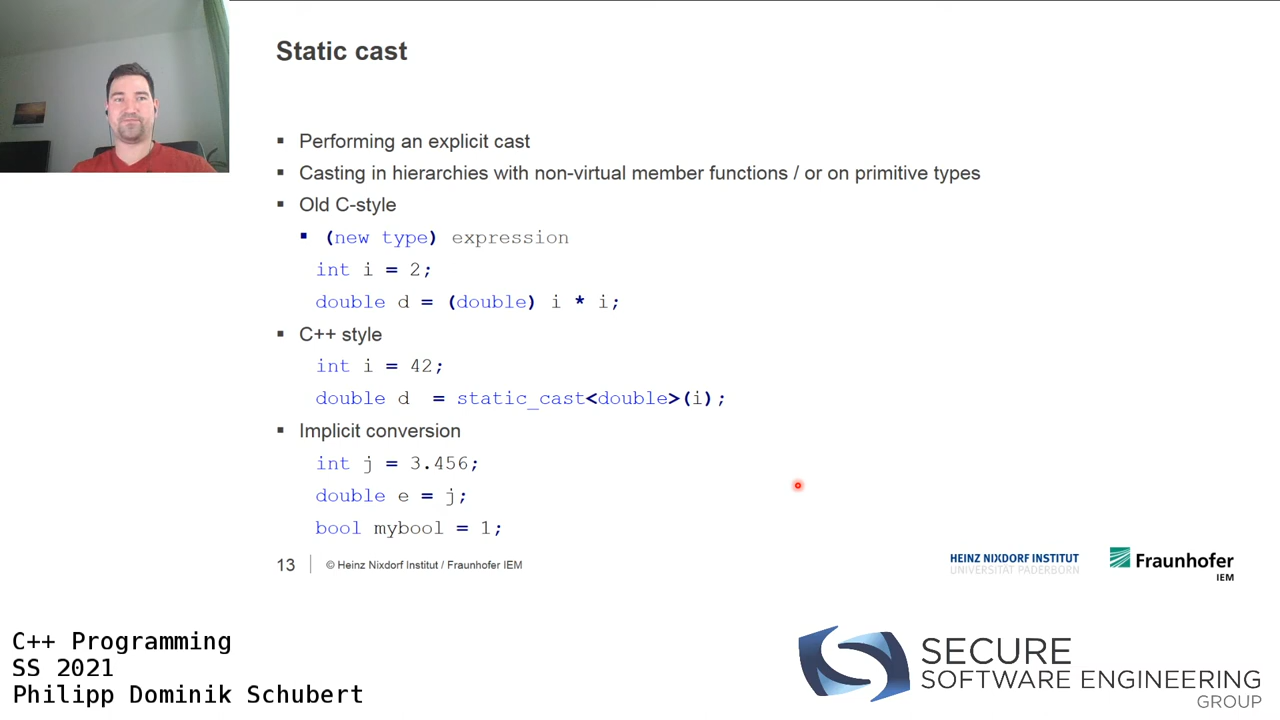 Static cast
▪ Performing an explicit cast
▪ Casting in hierarchies with non-virtual member functions / or on primitive types
▪ Old C-style
▪ (new type) expression
int i = 2;
double d = (double) i * i;
▪ C++ style
int i = 42;
double d  = static_cast<double>(i);
▪ Implicit conversion
int j = 3.456;
double e = j;
bool mybool = 1;
13 | © Heinz Nixdorf Institut / Fraunhofer IEM
HEINZ NIXDORF INSTITUT
UNIVERSITÄT PADERBORN
Fraunhofer
IEM
C++ Programming
SS 2021
Philipp Dominik Schubert
SECURE
SOFTWARE ENGINEERING
GROUP